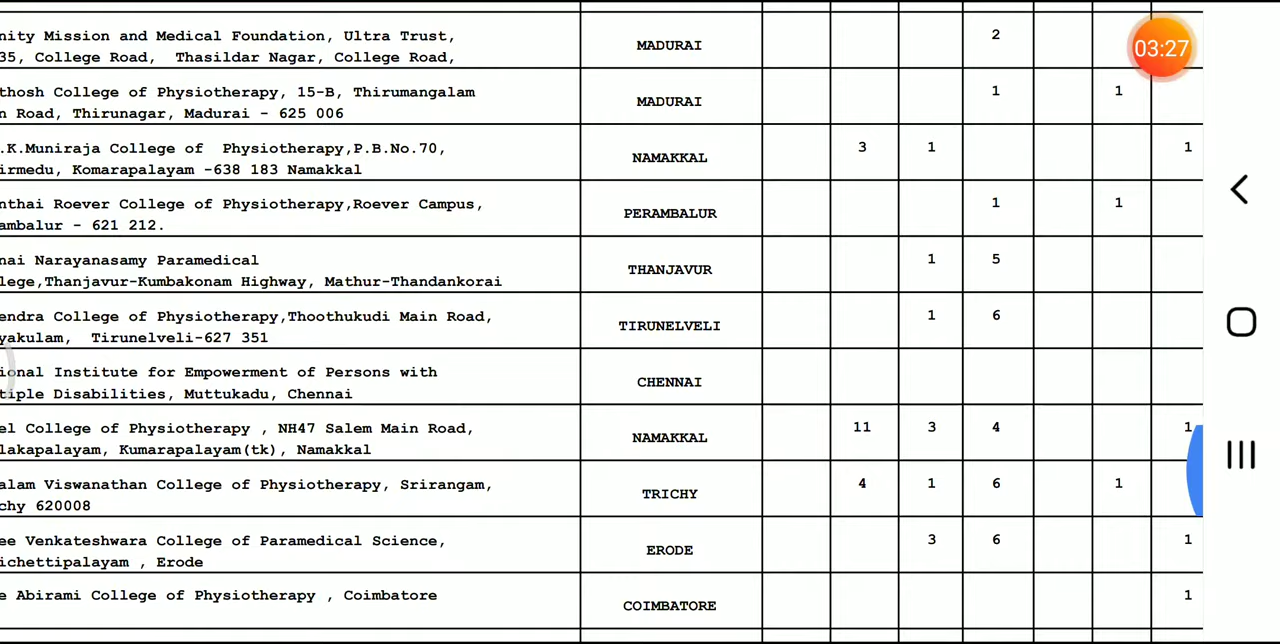 nity Mission and Medical Foundation, Ultra Trust,
35, College Road, Thasildar Nagar, College Road,
MADURAI
2
03:27
thosh College of Physiotherapy, 15-B, Thirumangalam
n Road, Thirunagar, Madurai - 625 006
MADURAI
1 1
.K.Muniraja College of Physiotherapy,P.B.No.70,
irmedu, Komarapalayam -638 183 Namakkal
NAMAKKAL
3 1 1
nthai Roever College of Physiotherapy,Roever Campus,
ambalur - 621 212.
PERAMBALUR
1 1
nai Narayanasamy Paramedical
lege,Thanjavur-Kumbakonam Highway, Mathur-Thandankorai
THANJAVUR
1 5
endra College of Physiotherapy,Thoothukudi Main Road,
yakulam, Tirunelveli-627 351
TIRUNELVELI
1 6
ional Institute for Empowerment of Persons with
tiple Disabilities, Muttukadu, Chennai
CHENNAI
el College of Physiotherapy , NH47 Salem Main Road,
lakapalayam, Kumarapalayam(tk), Namakkal
NAMAKKAL
11 3 4 1
alam Viswanathan College of Physiotherapy, Srirangam,
chy 620008
TRICHY
4 1 6 1
ee Venkateshwara College of Paramedical Science,
ichettipalayam , Erode
ERODE
3 6 1
e Abirami College of Physiotherapy , Coimbatore
COIMBATORE
1